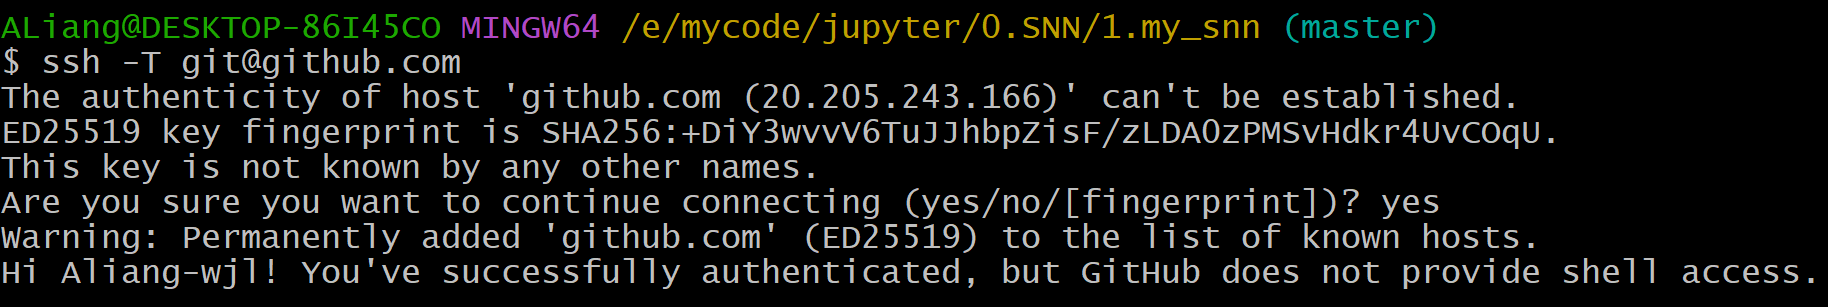 ALiang@DESKTOP-86I45CO MINGW64 /e/mycode/jupyter/0.SNN/1.my_snn (master)
$ ssh -T git@github.com
The authenticity of host 'github.com (20.205.243.166)' can't be established.
ED25519 key fingerprint is SHA256:+DiY3wvvV6TuJJhbpZisF/zLDA0zPMSvHdkr4UvCOqU.
This key is not known by any other names.
Are you sure you want to continue connecting (yes/no/[fingerprint])? yes
Warning: Permanently added 'github.com' (ED25519) to the list of known hosts.
Hi Aliang-wjl! You've successfully authenticated, but GitHub does not provide shell access.